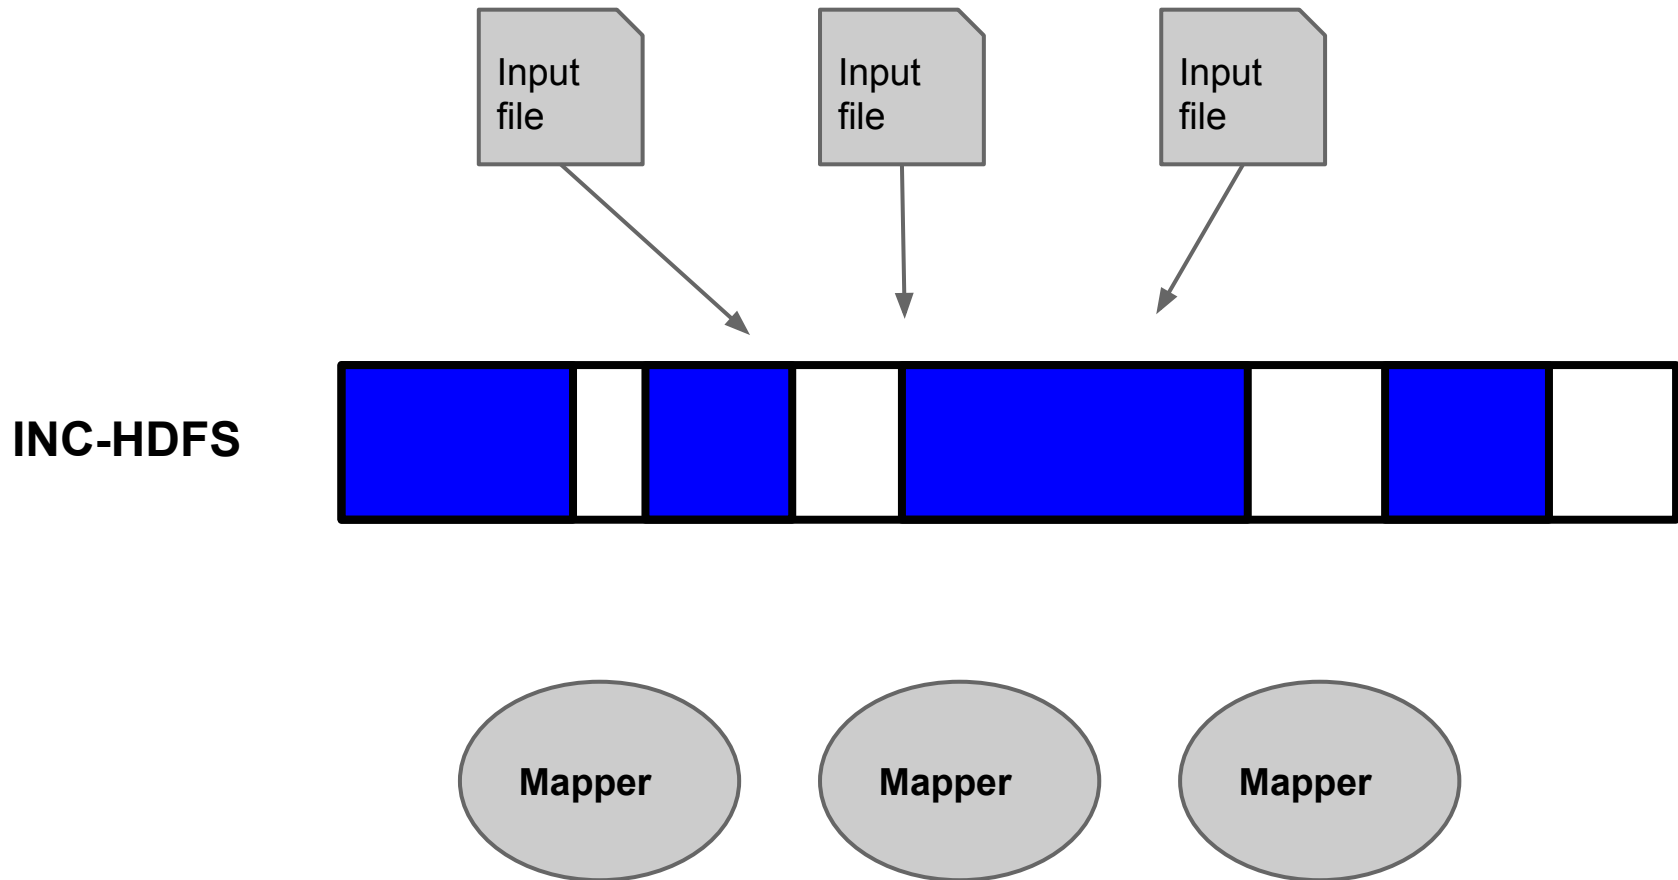 Input
file
Input
file
Input
file
INC-HDFS
Mapper
Mapper
Mapper